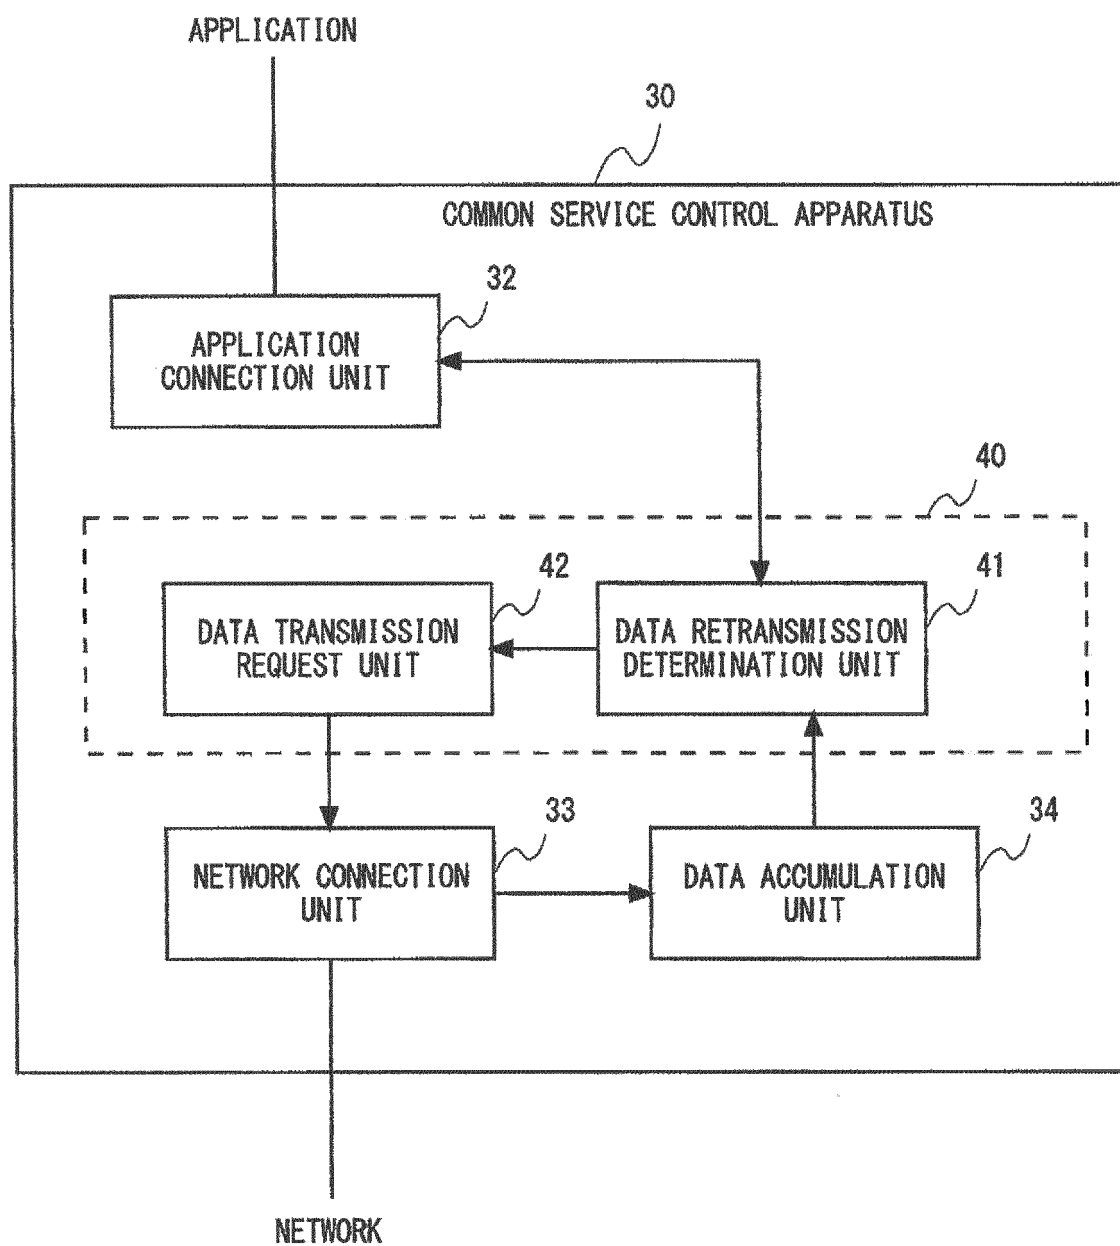 APPLICATION
30
COMMON SERVICE CONTROL APPARATUS
32
APPLICATION
CONNECTION UNIT
40
42
41
DATA TRANSMISSION
REQUEST UNIT
DATA RETRANSMISSION
DETERMINATION UNIT
33
34
NETWORK CONNECTION
UNIT
DATA ACCUMULATION
UNIT
NETWORK